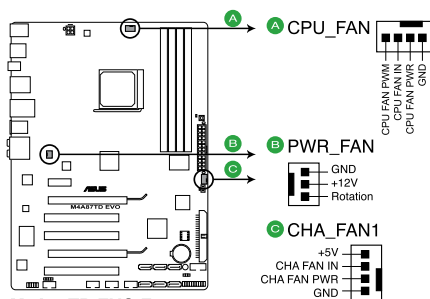 A
A CPU_FAN
CPU FAN PWM
CPU FAN IN
CPU FAN PWR
GND
B
B PWR_FAN
GND
+12V
Rotation
C
C CHA_FAN1
+5V
CHA FAN IN
CHA FAN PWR
GND
ASUS
M4A87TD EVO